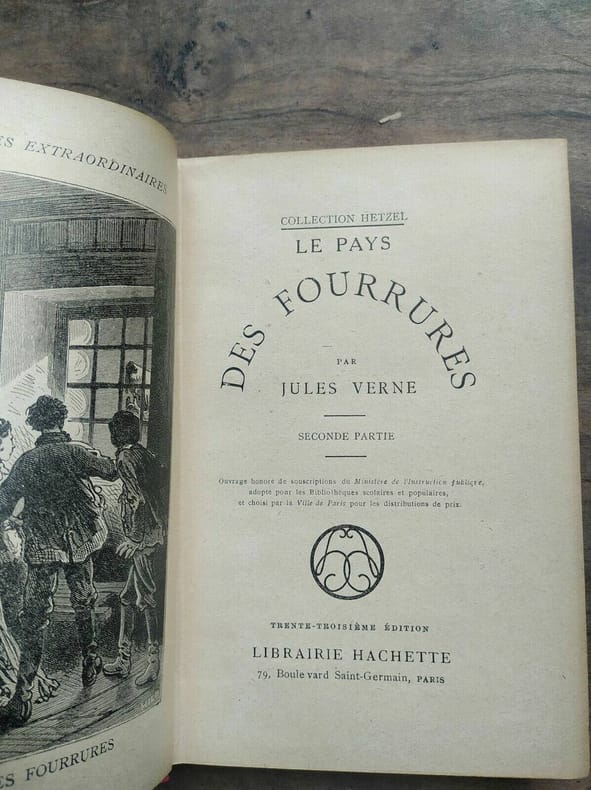 ES EXTRAORDINAIRES
ES FOURRURES
COLLECTION HETZEL
LE PAYS
DES FOURRURES
PAR
JULES VERNE
SECONDE PARTIE
Ouvrage honoré de souscriptions du Ministère de l'Instruction publique,
adopté pour les Bibliothèques scolaires et populaires,
et choisi par la Ville de Paris pour les distributions de prix.
TRENTE-TROISIÈME ÉDITION
LIBRAIRIE HACHETTE
79, Boulevard Saint-Germain, PARIS